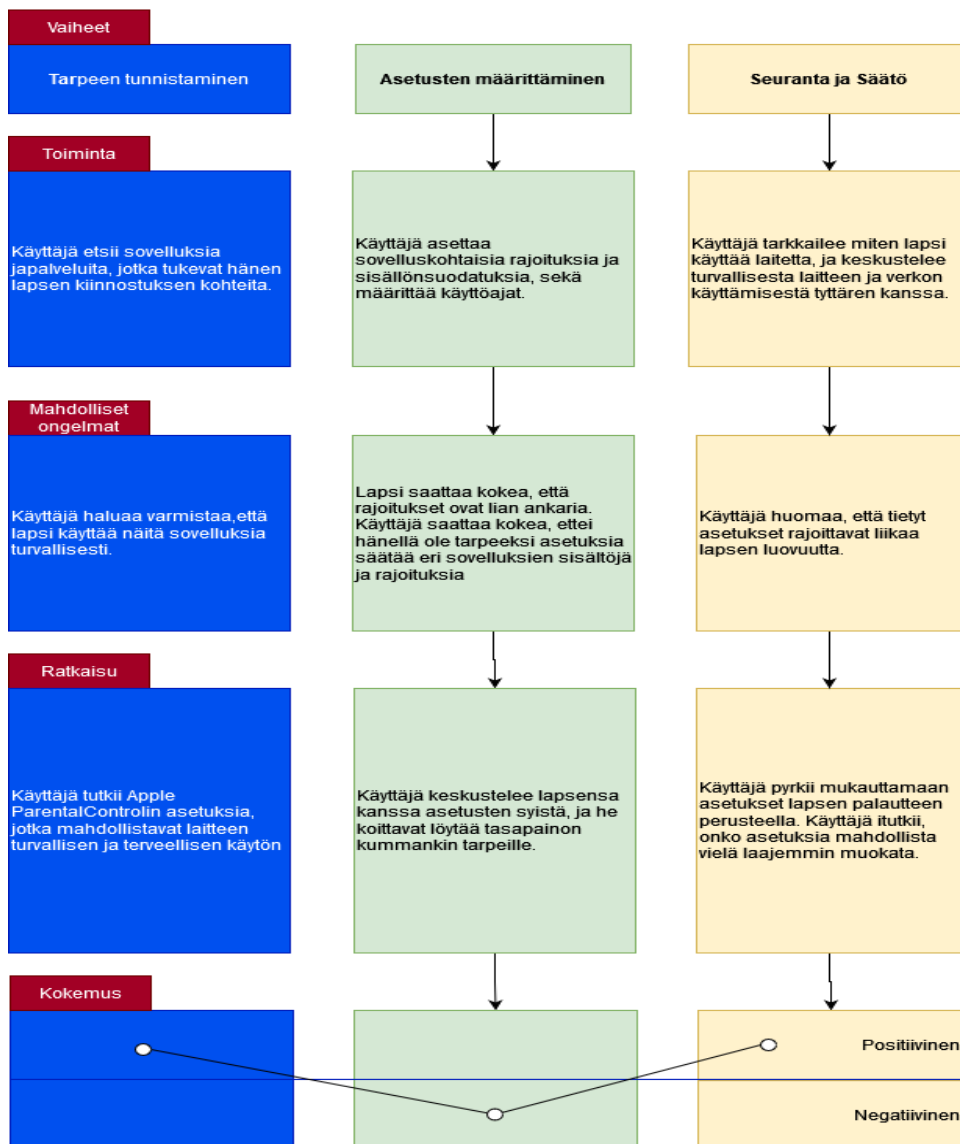 Vaiheet
Tarpeen tunnistaminen
Asetusten määrittäminen
Seuranta ja Säätö
Toiminta
Käyttäjä etsii sovelluksia
japalveluita, jotka tukevat hänen
lapsen kiinnostuksen kohteita.
Käyttäjä asettaa
sovelluskohtaisia rajoituksia ja
sisällönsuodatuksia, sekä
määrittää käyttöajat.
Käyttäjä tarkkailee miten lapsi
käyttää laitetta, ja keskustelee
turvallisesta laitteen ja verkon
käyttämisestä tyttären kanssa.
Mahdolliset
ongelmat
Käyttäjä haluaa varmistaa,että
lapsi käyttää näitä sovelluksia
turvallisesti.
Lapsi saattaa kokea, että
rajoitukset ovat lian ankaria.
Käyttäjä saattaa kokea, ettei
hänellä ole tarpeeksi asetuksia
säätää eri sovelluksien sisältöjä
ja rajoituksia
Käyttäjä huomaa, että tietyt
asetukset rajoittavat liikaa
lapsen luovuutta.
Ratkaisu
Käyttäjä tutkii Apple
ParentalControlin asetuksia,
jotka mahdollistavat laitteen
turvallisen ja terveellisen käytön
Käyttäjä keskustelee lapsensa
kanssa asetusten syistä, ja he
koittavat löytää tasapainon
kummankin tarpeille.
Käyttäjä pyrkii mukauttamaan
asetukset lapsen palautteen
perusteella. Käyttäjä itutkii,
onko asetuksia mahdollista
vielä laajemmin muokata.
Kokemus
Positiivinen
Negatiivinen